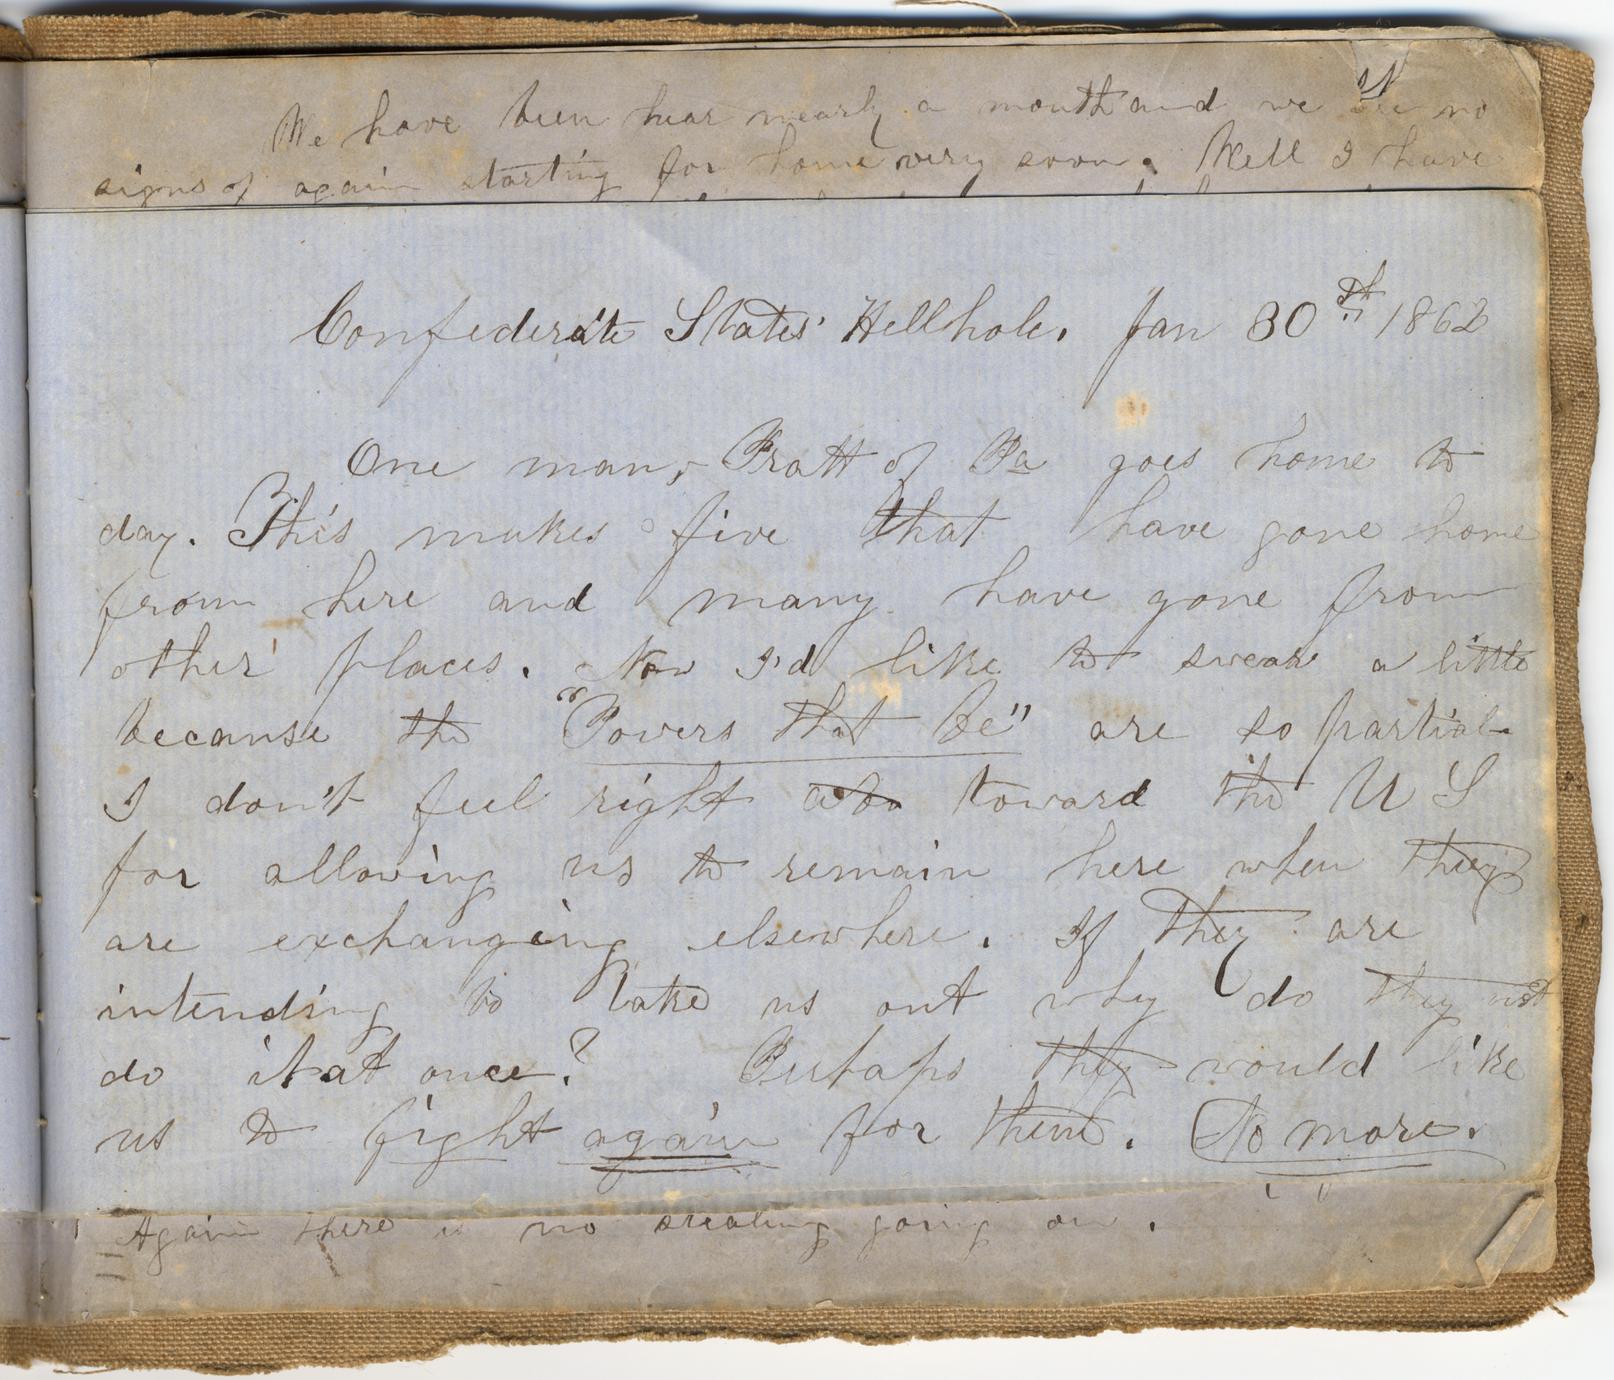 We have been hear nearly a month and we see no
signs of again starting for home very soon. Well I have
Confederate States' Hellhole. Jan 30th 1862
One man, Pratt of Pa goes home to
day. This makes five that have gone home
from here and many have gone from
other places. Now I'd like to swear a little
because the "Powers that be" are so partial.
I don't feel right toward the U S
for allowing us to remain here when they
are exchanging elsewhere. If they are
intending to take us out why do they not
do it at once? Perhaps they would like
us to fight again for them. No more.
Again there is no going on.